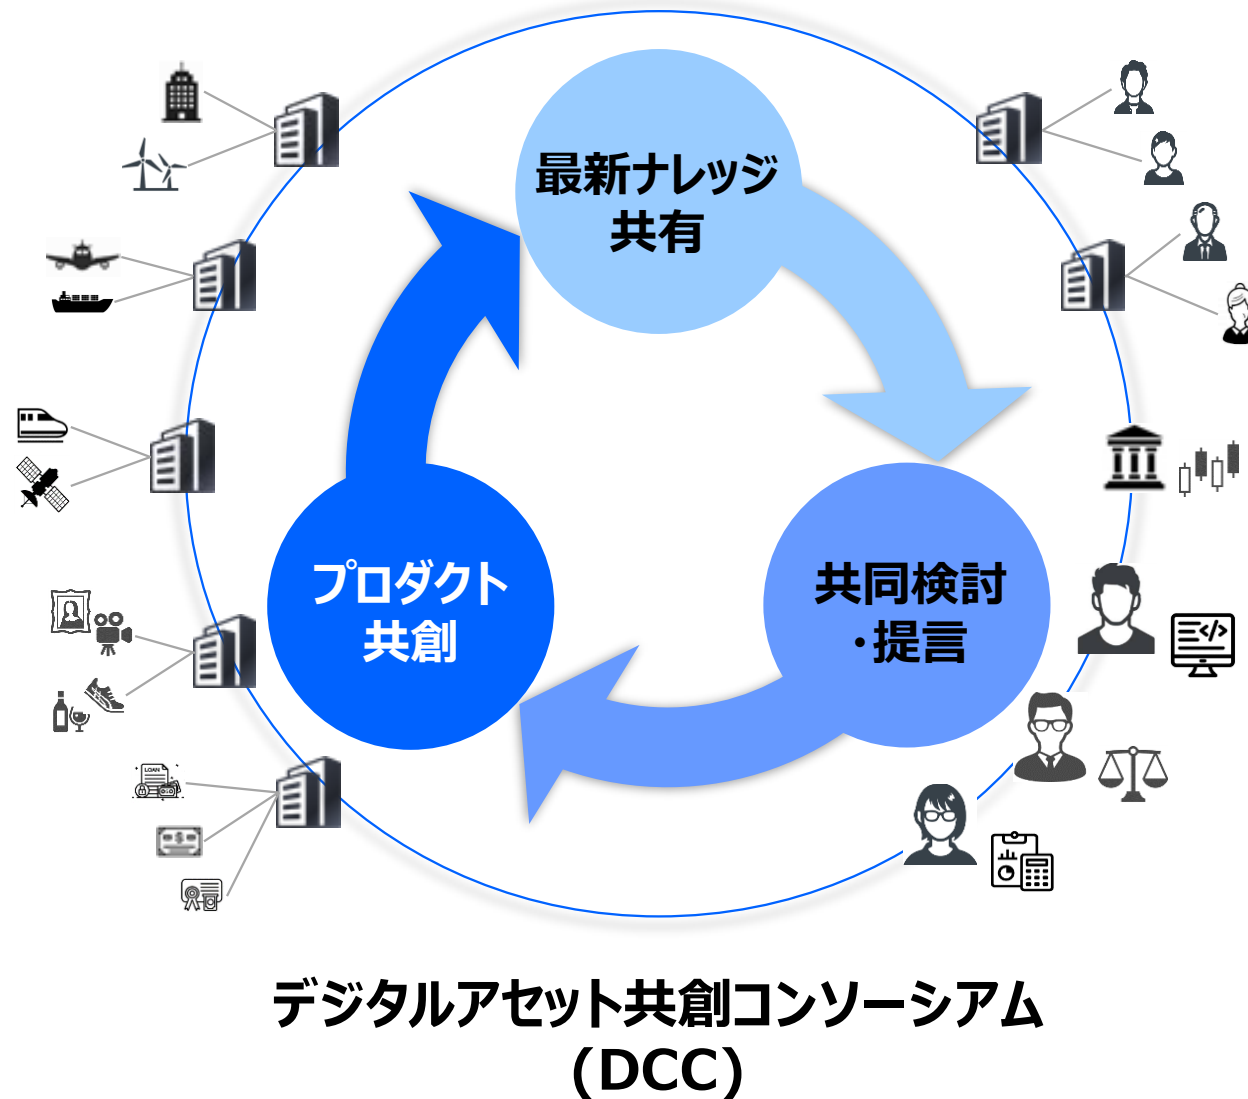 最新ナレッジ
共有
プロダクト
共創
共同検討
・提言
LOAN
$
</>
デジタルアセット共創コンソーシアム
(DCC)